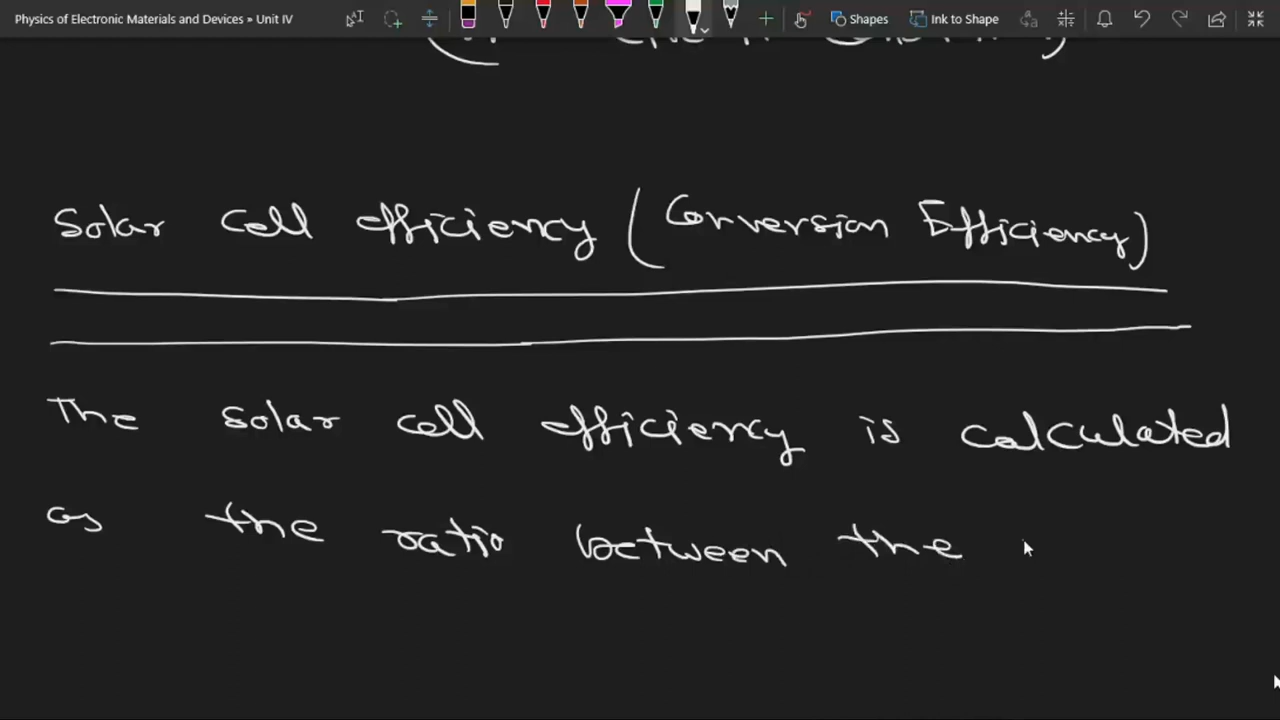 Physics of Electronic Materials and Devices » Unit IV
Shapes
Ink to Shape
Solar cell efficiency (Conversion Efficiency)
The solar cell efficiency is calculated
as the ratio between the